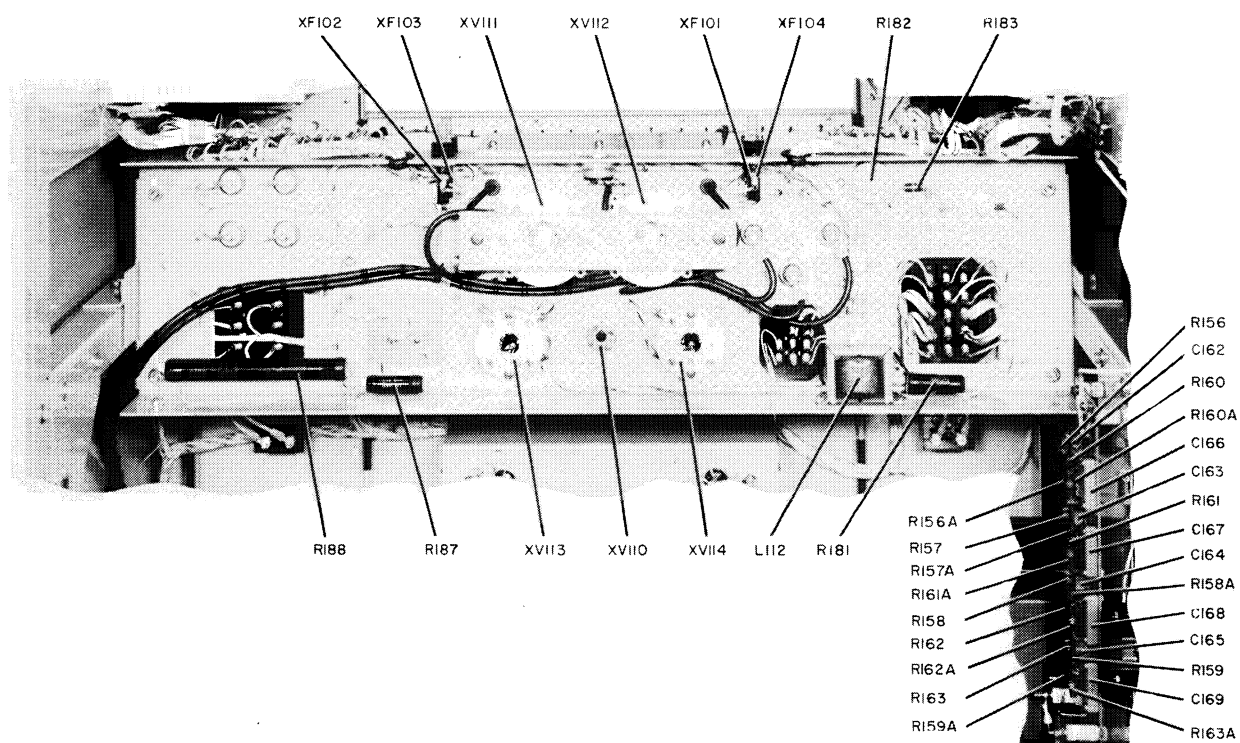 XF102 XF103 XV111 XV112 XF101 XF104 R182 R183
R156
C162
R160
R160A
C166
C163
R161
C167
C164
R158A
C168
C165
R159
C169
R163A
R156A
R157
R157A
R161A
R158
R162
R162A
R163
R159A
R188 R187 XV113 XV110 XV114 L112 R181